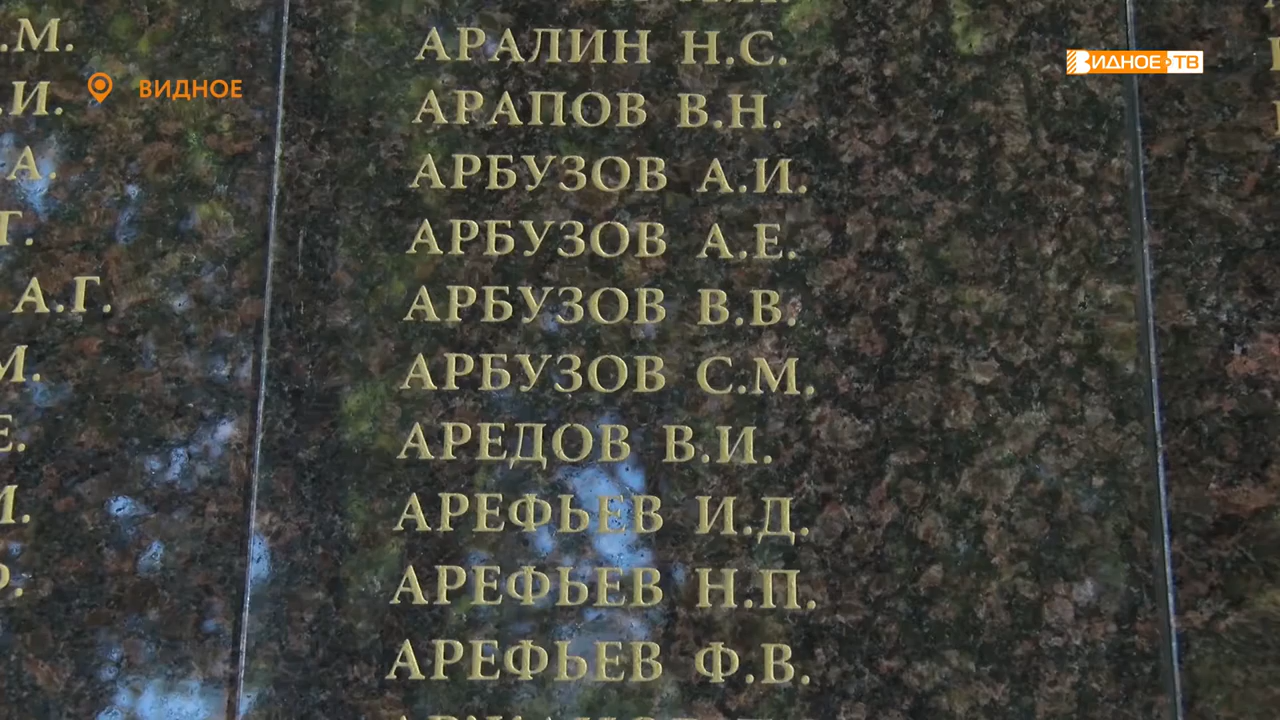 ВИДНОЕ
ВИДНОЕ ТВ
.М.
.И.
А.
Г.
А.Г.
М.
Е.
И.
Р.
АРАЛИН Н.С.
АРАПОВ В.Н.
АРБУЗОВ А.И.
АРБУЗОВ А.Е.
АРБУЗОВ В.В.
АРБУЗОВ С.М.
АРЕДОВ В.И.
АРЕФЬЕВ И.Д.
АРЕФЬЕВ Н.П.
АРЕФЬЕВ Ф.В.